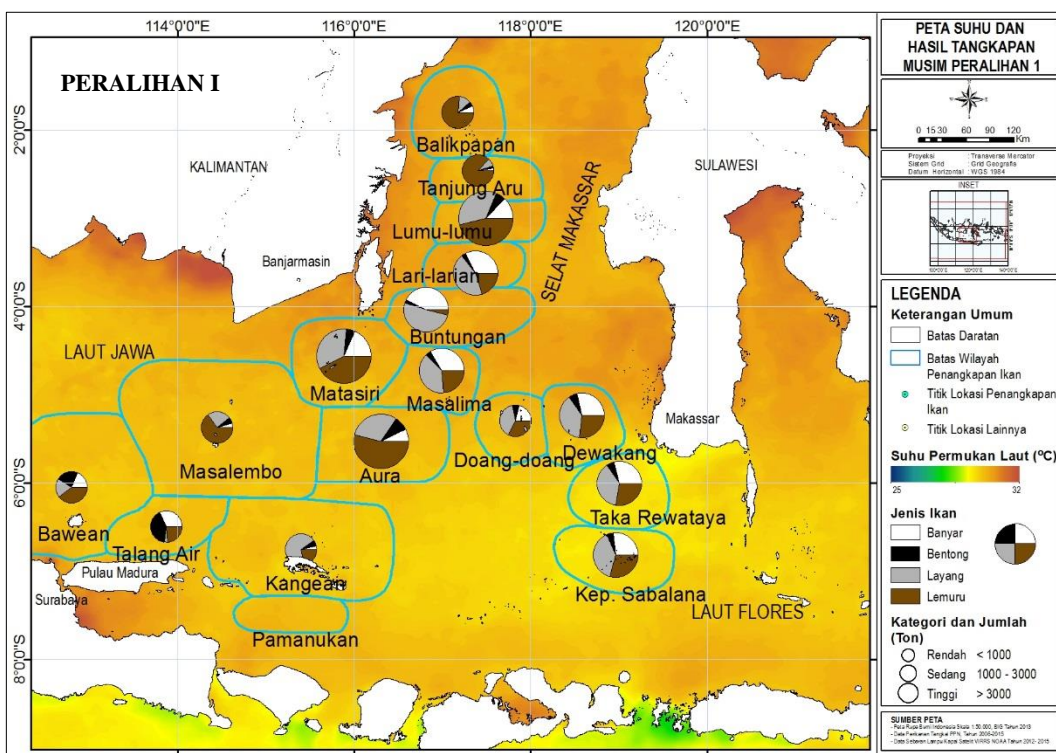 114°0'0"E 116°0'0"E 118°0'0"E 120°0'0"E
PERALIHAN I
2°0'0"S
4°0'0"S
6°0'0"S
8°0'0"S
KALIMANTAN
SULAWESI
Banjarmasin
Makassar
SELAT MAKASSAR
LAUT JAWA
LAUT FLORES
Balikpapan
Tanjung Aru
Lumu-lumu
Lari-larian
Buntungan
Matasiri
Masalima
Masalembo
Aura
Doang-doang
Dewakang
Taka Rewataya
Kep. Sabalana
Bawean
Talang Air
Pulau Madura
Surabaya
Kangean
Pamanukan
PETA SUHU DAN
HASIL TANGKAPAN
MUSIM PERALIHAN 1
0 15 30 60 90 120
Km
Proyeksi : Transverse Mercator
Sistem Grid : Grid Geografis
Datum Horizontal : WGS 1984
INSET
LEGENDA
Keterangan Umum
Batas Daratan
Batas Wilayah
Penangkapan Ikan
Titik Lokasi Penangkapan
Ikan
Titik Lokasi Lainnya
Suhu Permukan Laut (ºC)
25 32
Jenis Ikan
Banyar
Bentong
Layang
Lemuru
Kategori dan Jumlah
(Ton)
Rendah < 1000
Sedang 1000 - 3000
Tinggi > 3000
SUMBER PETA